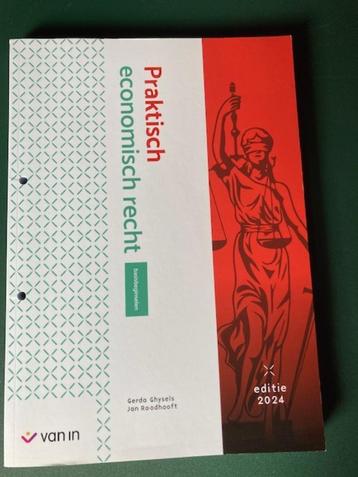 Praktisch
economisch recht
basisbegrippen
Gerda Ghysels
Jan Roodhooft
editie
2024
van in